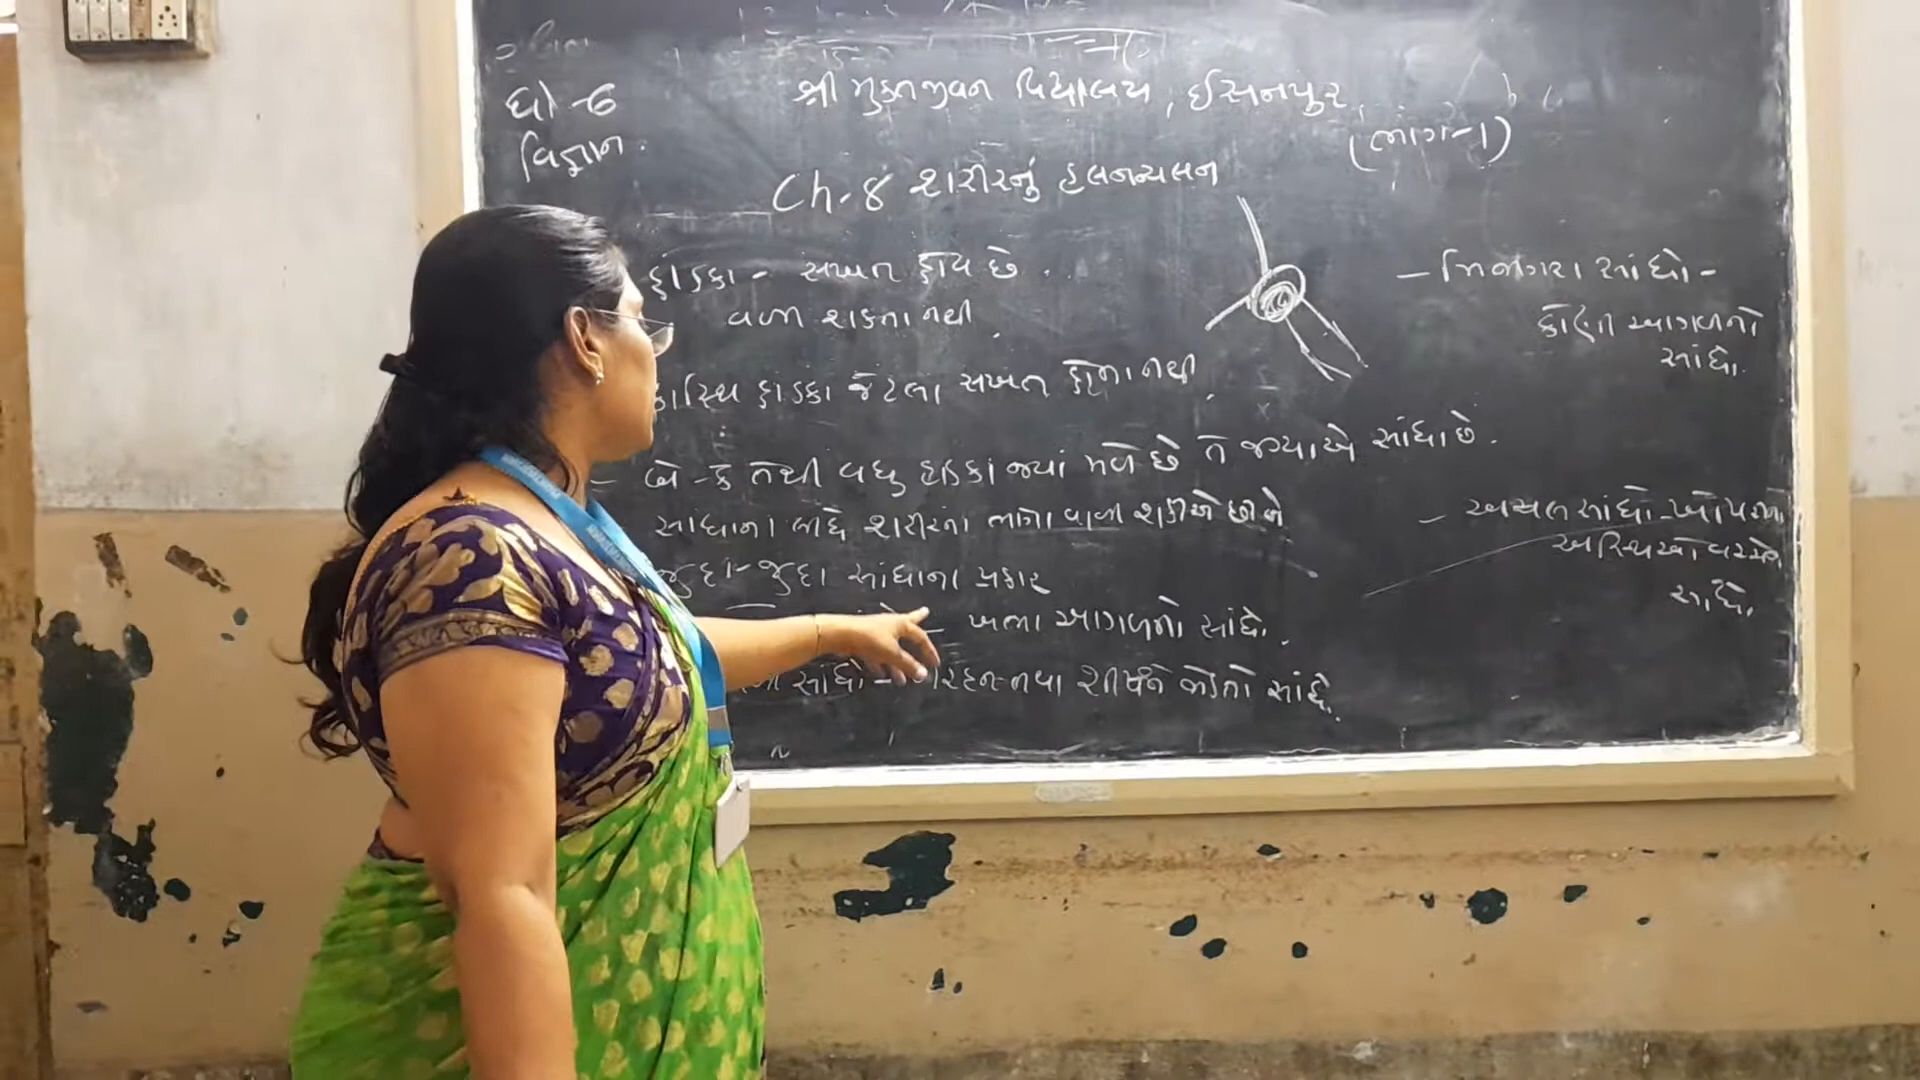 ધો-6
વિજ્ઞાન.
શ્રી મુક્તજીવન વિદ્યાલય, ઈસનપુર.
(ભાગ-1)
Ch-8 શરીરનું હલનચલન
હાડકા - સખત હોય છે.
વળી શકતા નથી.
કાસ્થિ હાડકા જેટલા સખત હોતા નથી.
- બે-કે તેથી વધુ હાડકાં જ્યાં મળે છે તે જગ્યાએ સાંધા છે.
સાંધાના લીધે શરીરના ભાગો વાળી શકીએ છીએ.
જુદા-જુદા સાંધાના પ્રકાર
- ખભા આગળનો સાંધો.
સાંધો - ગરદન તથા શીર્ષને જોડતો સાંધો.
- મિજાગરા સાંધો -
કોણી આગળનો
સાંધો.
- અચલ સાંધો - ખોપરીનો
અસ્થિઓ વચ્ચેનો
સાંધો.